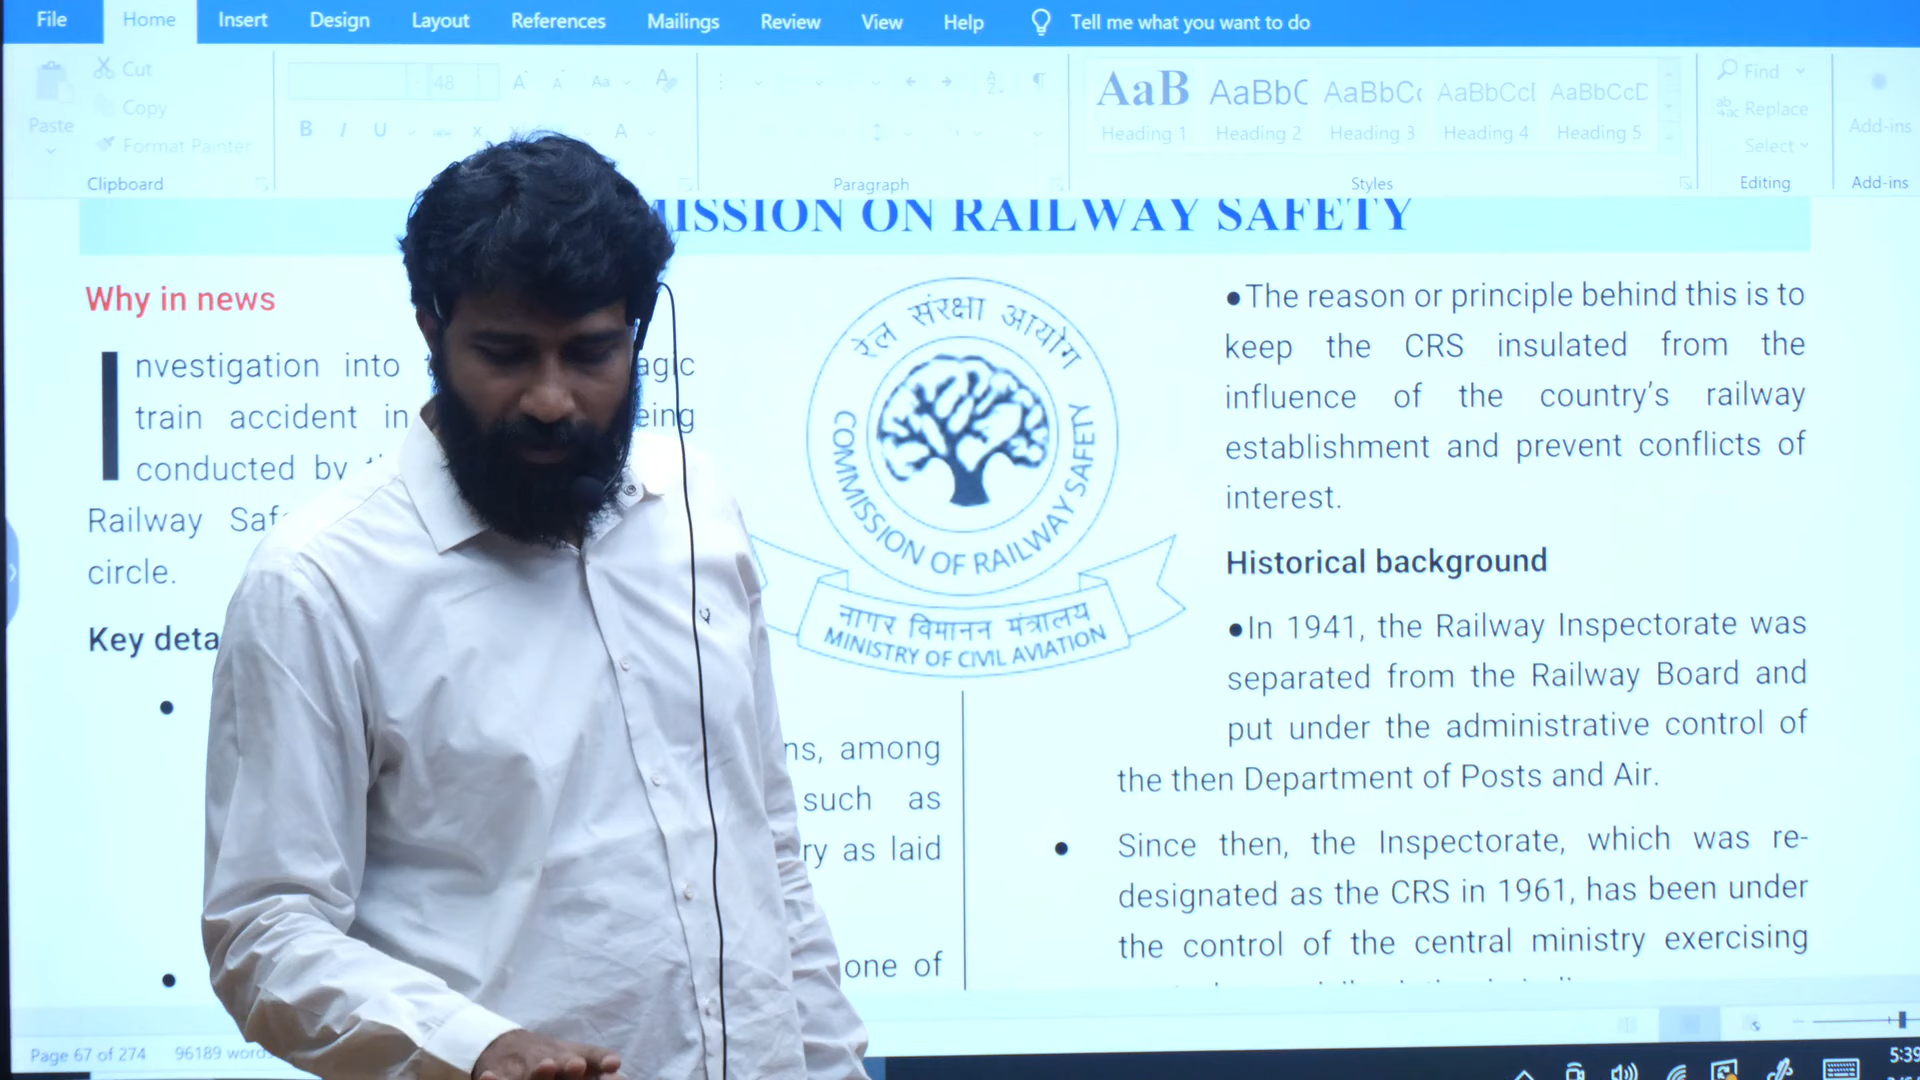 File Home Insert Design Layout References Mailings Review View Help Tell me what you want to do
Cut
Copy
Paste
Format Painter
Clipboard
48
Aa
B I U
A
Paragraph
AaB AaBbC AaBbCc AaBbCcI AaBbCcD
Heading 1 Heading 2 Heading 3 Heading 4 Heading 5
Styles
Find
Replace
Select
Editing
Add-ins
Add-ins
MISSION ON RAILWAY SAFETY
Why in news
Investigation into
train accident in
conducted by
Railway
circle.
Key
ns, among
such as
as laid
one of
रेल संरक्षा आयोग
COMMISSION OF RAILWAY SAFETY
नागर विमानन मंत्रालय
MINISTRY OF CIVIL AVIATION
●The reason or principle behind this is to
keep the CRS insulated from the
influence of the country's railway
establishment and prevent conflicts of
interest.
Historical background
●In 1941, the Railway Inspectorate was
separated from the Railway Board and
put under the administrative control of
the then Department of Posts and Air.
● Since then, the Inspectorate, which was re-
designated as the CRS in 1961, has been under
the control of the central ministry exercising
Page 67 of 274 96189 words
5:39